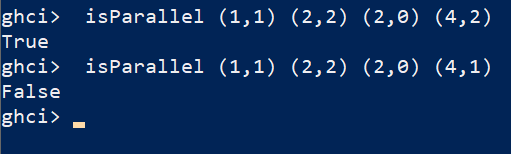 ghci>  isParallel (1,1) (2,2) (2,0) (4,2)
True
ghci>  isParallel (1,1) (2,2) (2,0) (4,1)
False
ghci>